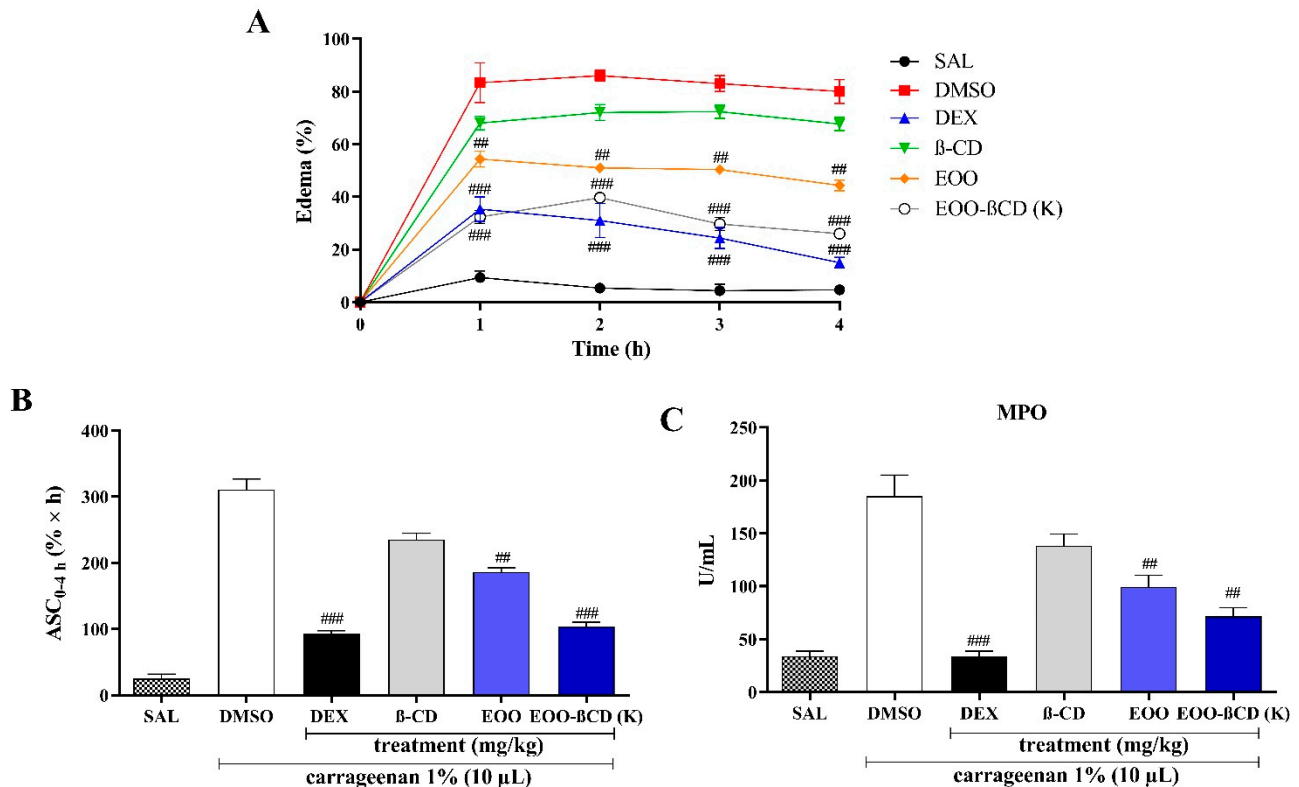 A
100
80
60
40
20
0
Edema (%)
0 1 2 3 4
Time (h)
## ## ## ##
### ### ### ###
### ### ### ###
SAL
DMSO
DEX
ß-CD
EOO
EOO-ßCD (K)
B
400
300
200
100
0
ASC0-4 h (% × h)
###
##
###
SAL DMSO DEX ß-CD EOO EOO-ßCD (K)
treatment (mg/kg)
carrageenan 1% (10 µL)
C
MPO
250
200
150
100
50
0
U/mL
###
##
##
SAL DMSO DEX ß-CD EOO EOO-ßCD (K)
treatment (mg/kg)
carrageenan 1% (10 µL)